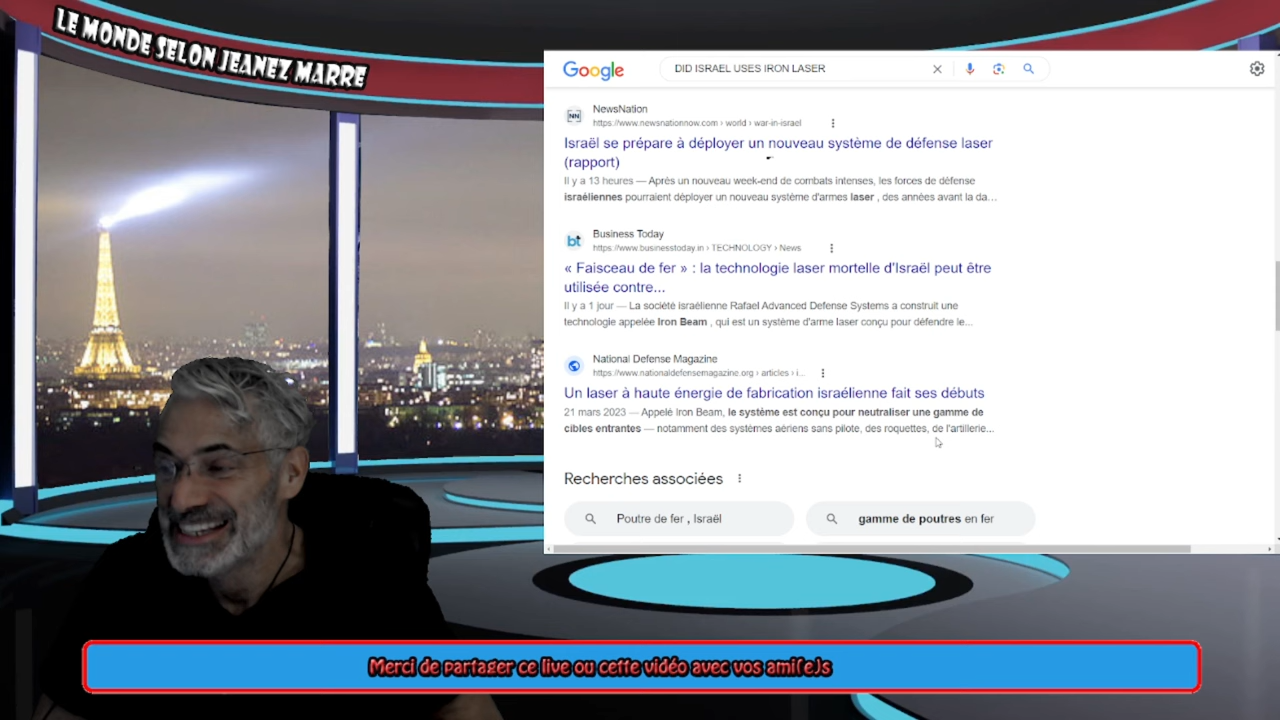 LE MONDE SELON JEANEZ MARRE
Google
DID ISRAEL USES IRON LASER
NN
NewsNation
https://www.newsnationnow.com › world › war-in-israel
Israël se prépare à déployer un nouveau système de défense laser
(rapport)
Il y a 13 heures — Après un nouveau week-end de combats intenses, les forces de défense
israéliennes pourraient déployer un nouveau système d'armes laser , des années avant la da...
bt
Business Today
https://www.businesstoday.in › TECHNOLOGY › News
« Faisceau de fer » : la technologie laser mortelle d'Israël peut être
utilisée contre...
Il y a 1 jour — La société israélienne Rafael Advanced Defense Systems a construit une
technologie appelée Iron Beam , qui est un système d'arme laser conçu pour défendre le...
National Defense Magazine
https://www.nationaldefensemagazine.org › articles › i...
Un laser à haute énergie de fabrication israélienne fait ses débuts
21 mars 2023 — Appelé Iron Beam, le système est conçu pour neutraliser une gamme de
cibles entrantes — notamment des systèmes aériens sans pilote, des roquettes, de l'artillerie...
Recherches associées
Poutre de fer , Israël
gamme de poutres en fer
Merci de partager ce live ou cette vidéo avec vos ami(e)s